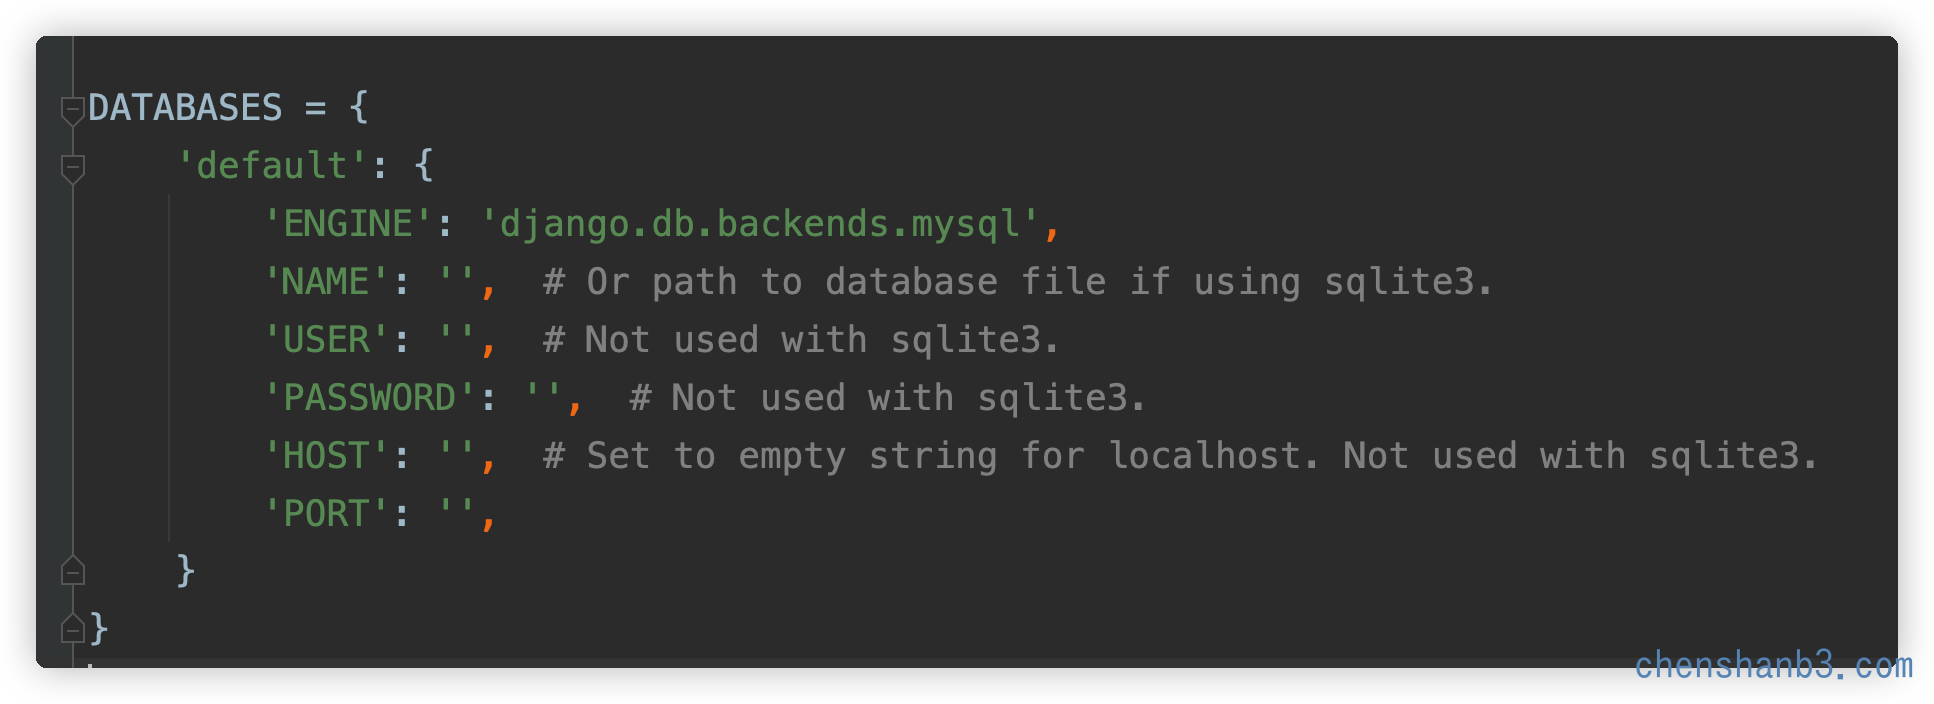 DATABASES = {
    'default': {
        'ENGINE': 'django.db.backends.mysql',
        'NAME': '',  # Or path to database file if using sqlite3.
        'USER': '',  # Not used with sqlite3.
        'PASSWORD': '',  # Not used with sqlite3.
        'HOST': '',  # Set to empty string for localhost. Not used with sqlite3.
        'PORT': '',
    }
}
chenshanb3.com